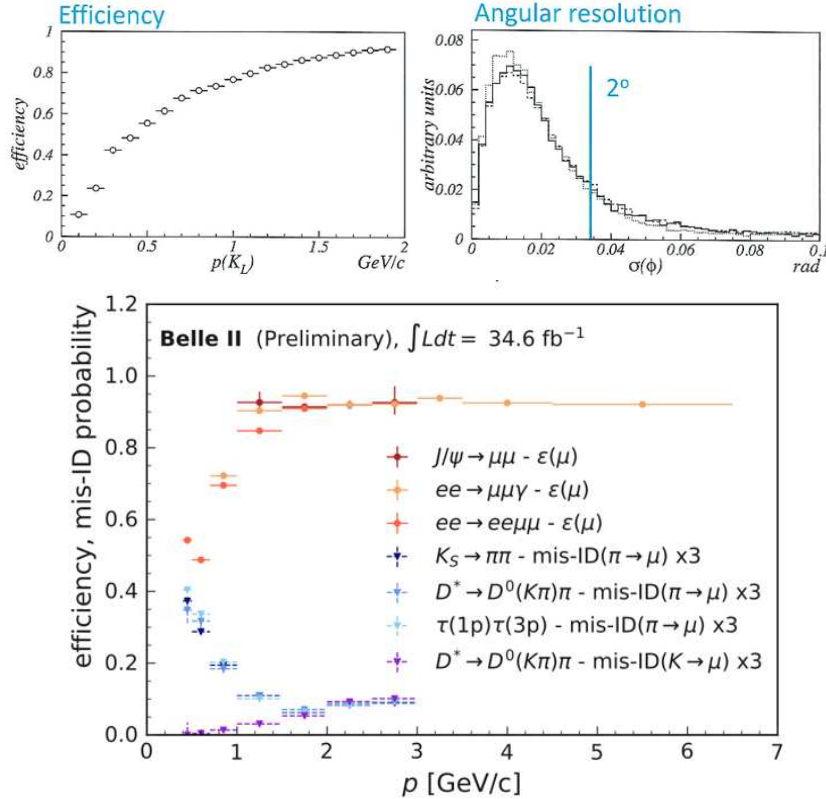 Efficiency
Angular resolution
efficiency
1
0.8
0.6
0.4
0.2
0
0
0.5
1
1.5
2
p(K_L)
GeV/c
arbitrary units
0.08
0.06
0.04
0.02
0
2°
0
0.02
0.04
0.06
0.08
0.1
σ(ϕ)
rad
efficiency, mis-ID probability
1.2
1.0
0.8
0.6
0.4
0.2
0.0
Belle II (Preliminary), ∫Ldt = 34.6 fb⁻¹
J/ψ→μμ - ε(μ)
ee→μμγ - ε(μ)
ee→eeμμ - ε(μ)
K_S→ππ - mis-ID(π→μ) x3
D*→D⁰(Kπ)π - mis-ID(π→μ) x3
τ(1p)τ(3p) - mis-ID(π→μ) x3
D*→D⁰(Kπ)π - mis-ID(K→μ) x3
0
1
2
3
4
5
6
7
p [GeV/c]